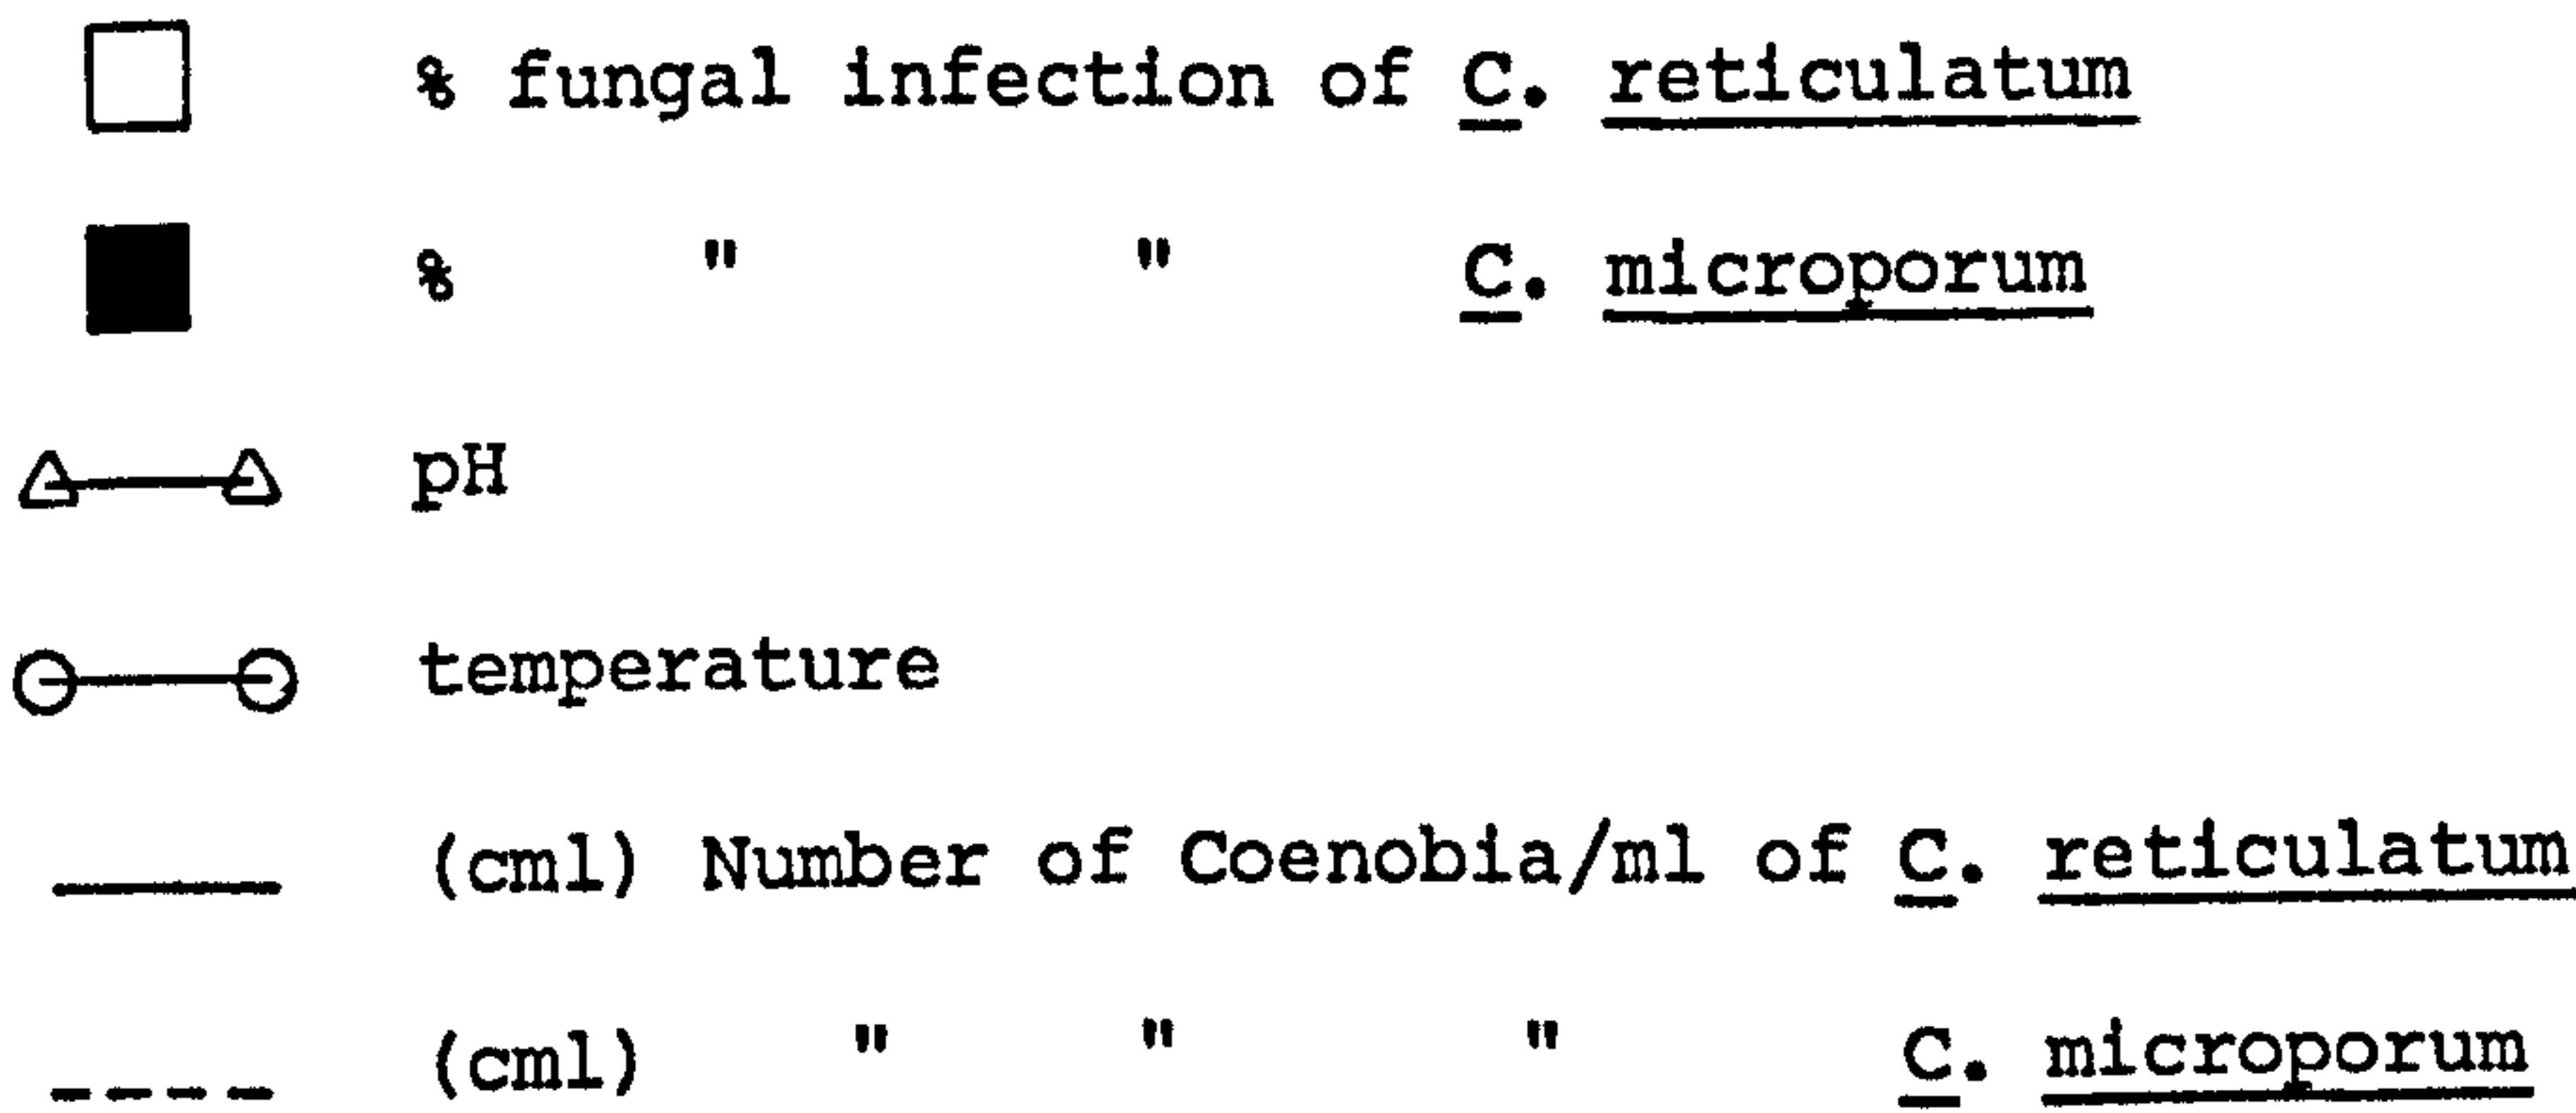 % fungal infection of C. reticulatum
% " " C. microporum
pH
temperature
(cml) Number of Coenobia/ml of C. reticulatum
(cml) " " " C. microporum